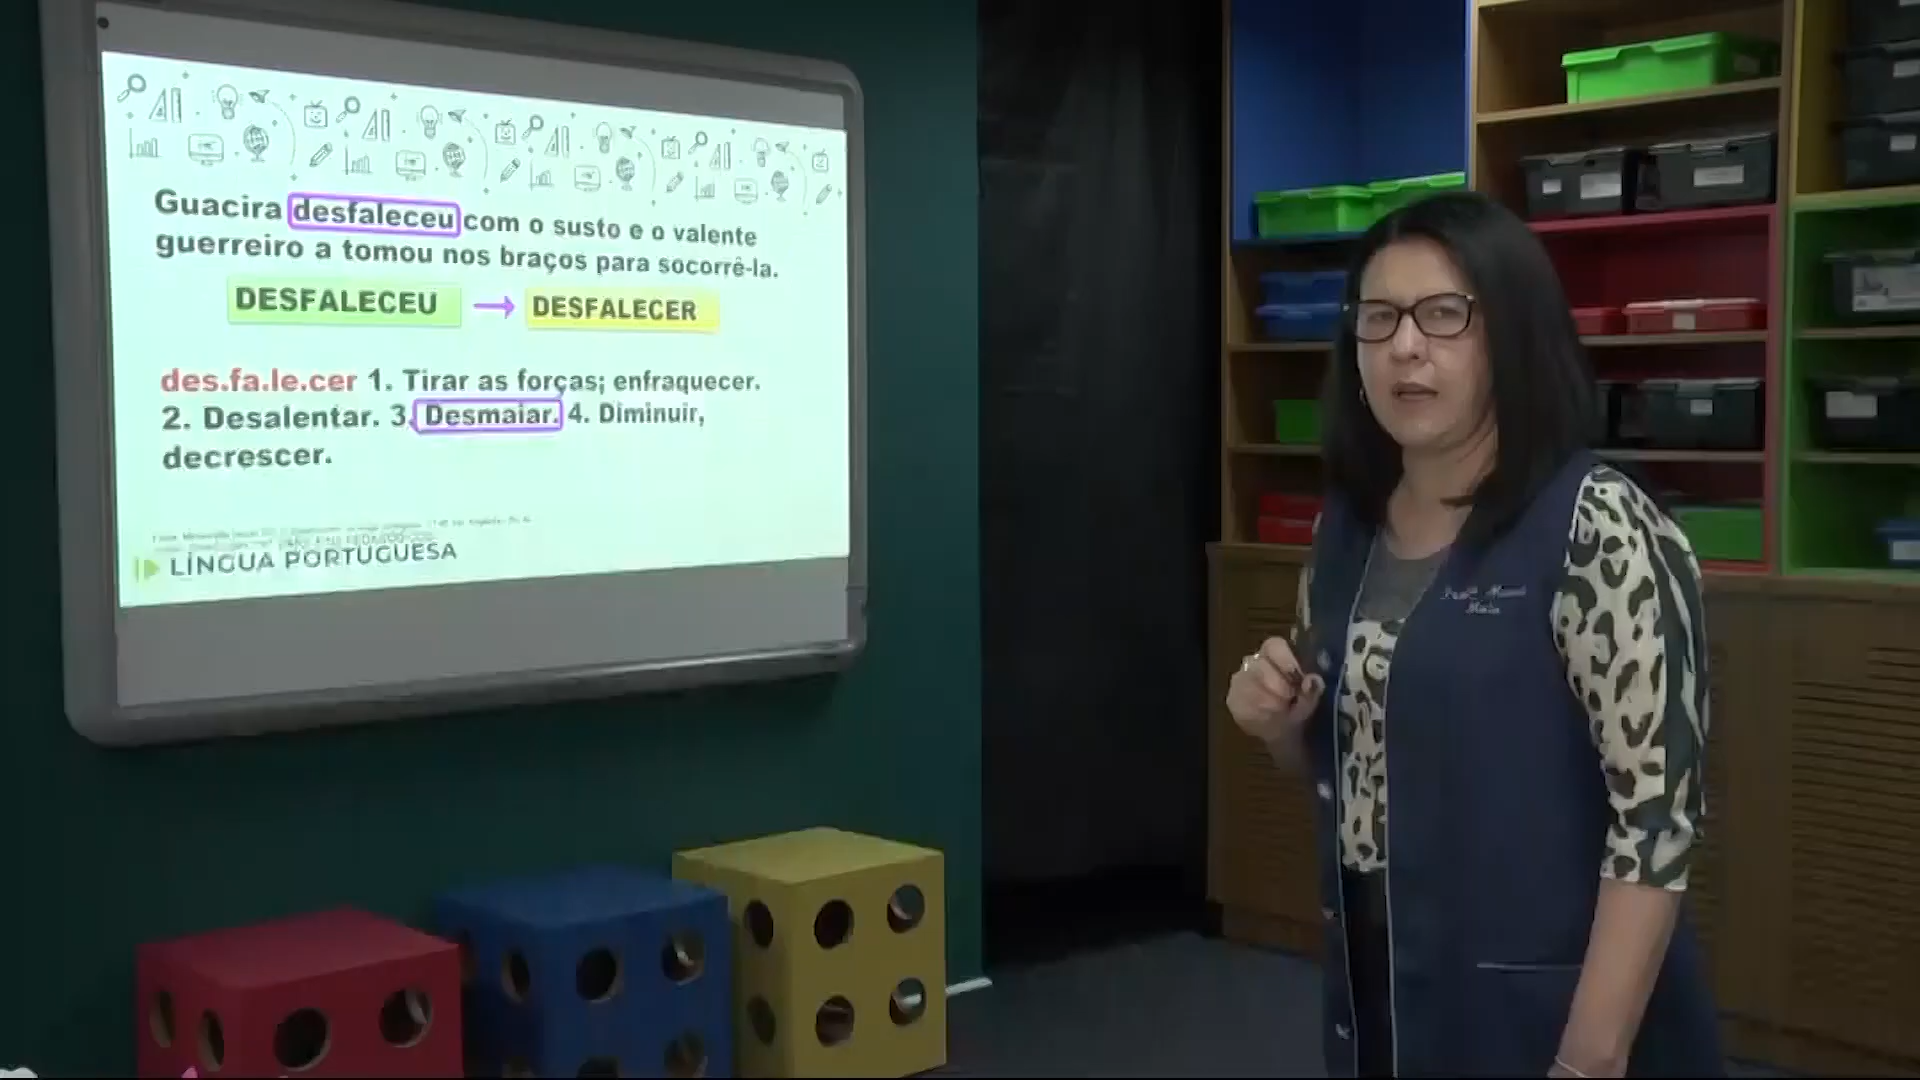 Guacira desfaleceu com o susto e o valente
guerreiro a tomou nos braços para socorrê-la.
DESFALECEU → DESFALECER
des.fa.le.cer 1. Tirar as forças; enfraquecer.
2. Desalentar. 3. Desmaiar. 4. Diminuir,
decrescer.
LÍNGUA PORTUGUESA